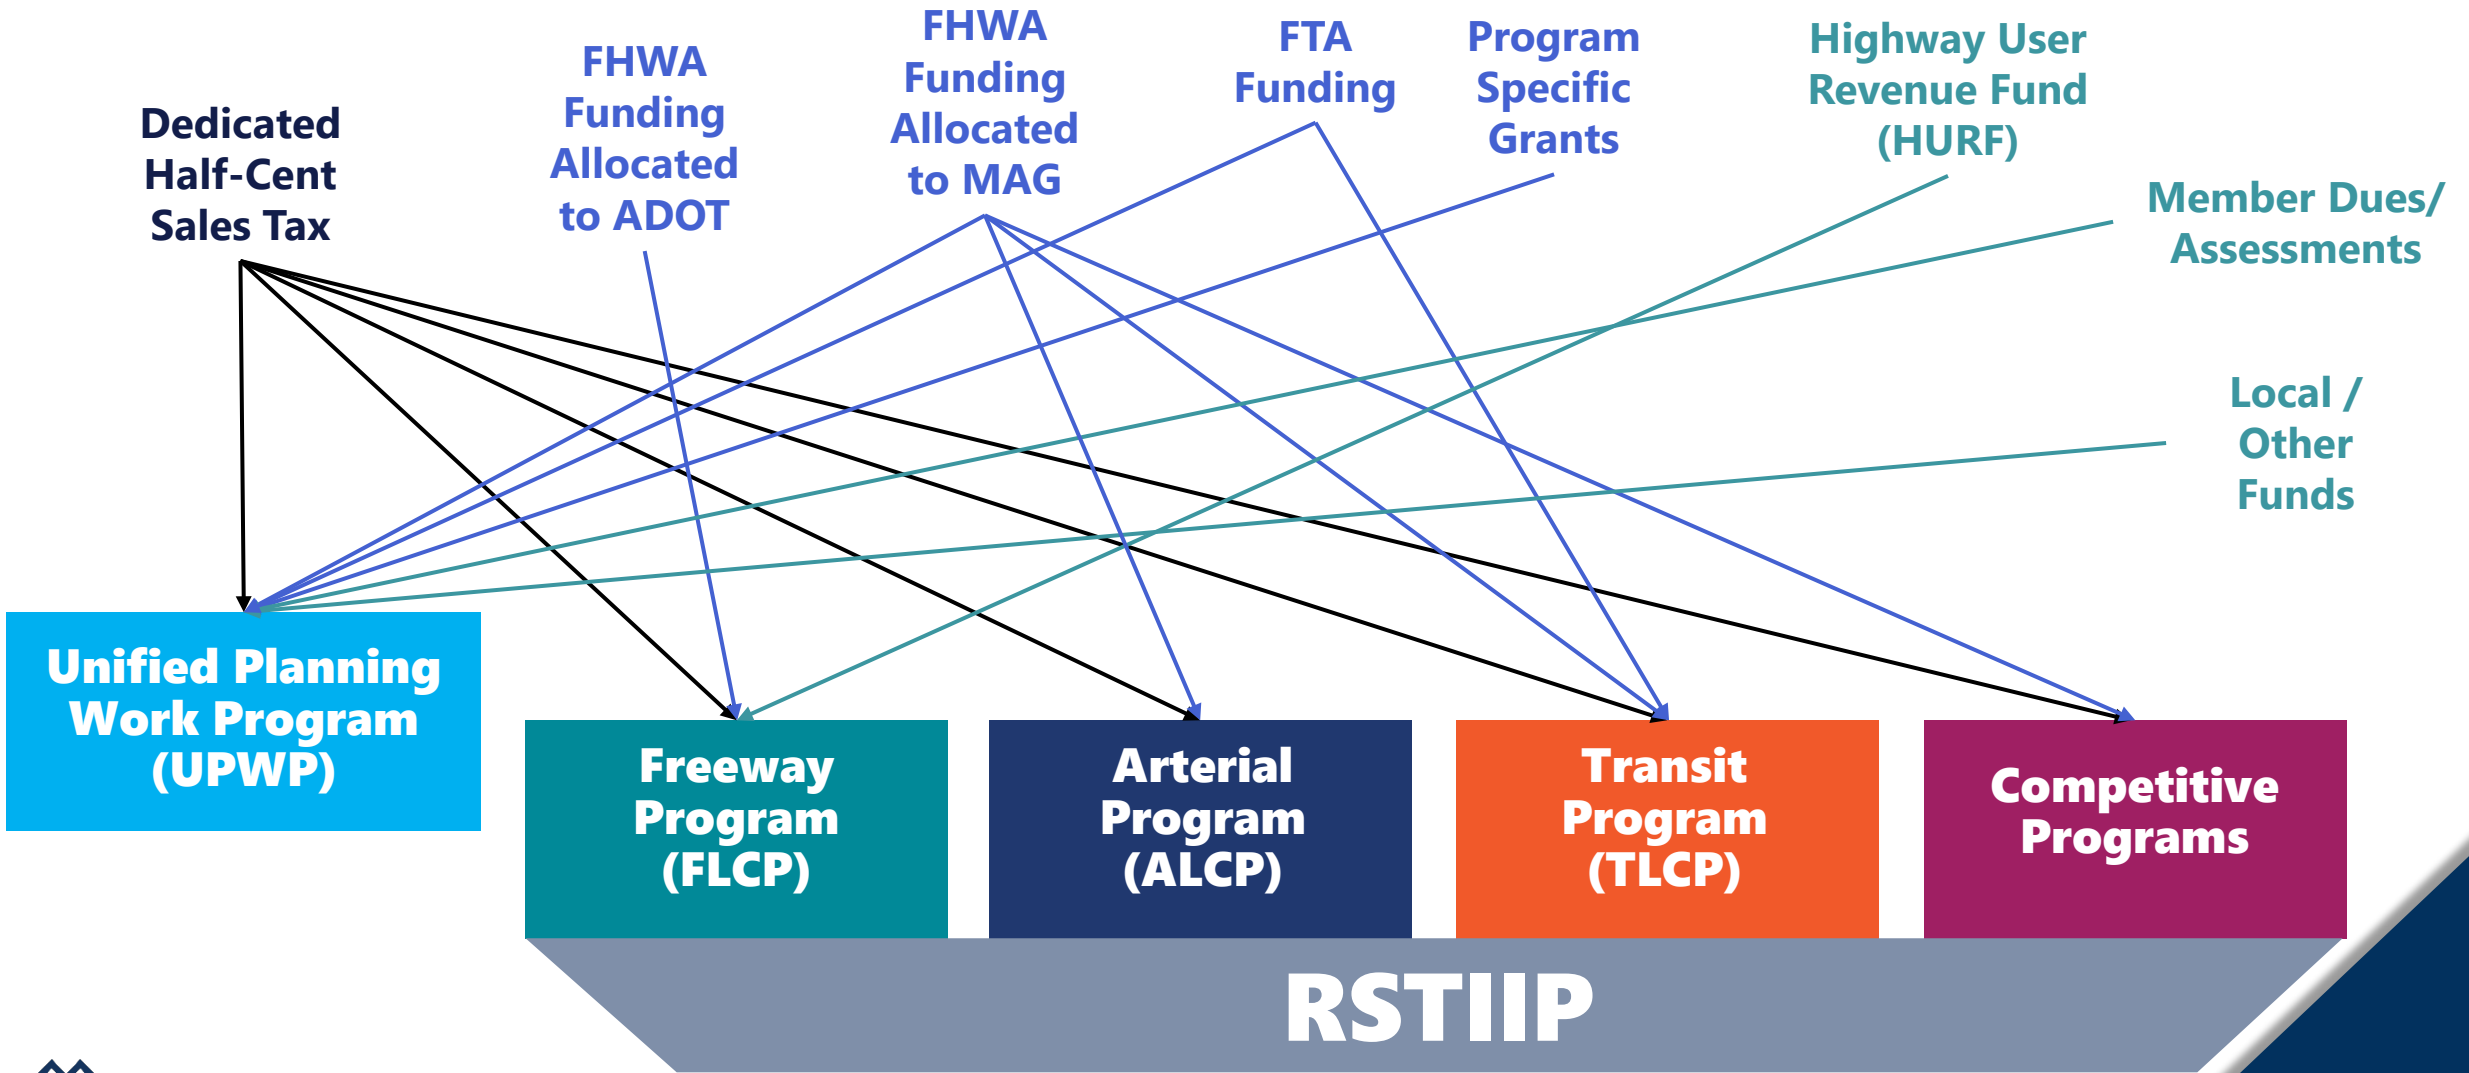 Dedicated
Half-Cent
Sales Tax
FHWA
Funding
Allocated
to ADOT
FHWA
Funding
Allocated
to MAG
FTA
Funding
Program
Specific
Grants
Highway User
Revenue Fund
(HURF)
Member Dues/
Assessments
Local /
Other
Funds
Unified Planning
Work Program
(UPWP)
Freeway
Program
(FLCP)
Arterial
Program
(ALCP)
Transit
Program
(TLCP)
Competitive
Programs
RSTIIP